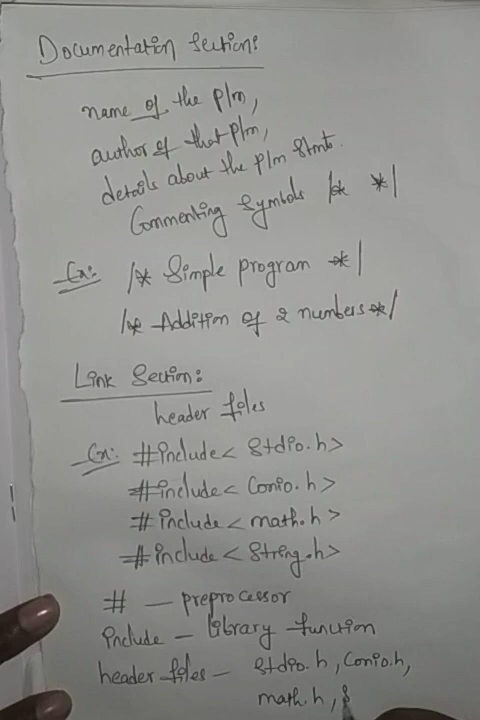 Documentation Section:
name of the p/m,
author of that p/m,
details about the p/m stmts.
Commenting Symbols /* */
Ex: /* Simple program */
/* Addition of 2 numbers */
Link Section:
header files
Ex: #include< Stdio.h>
#include< Conio.h>
#include< math.h>
#include< String.h>
# — preprocessor
include — library function
header files — stdio.h, Conio.h,
math.h, s